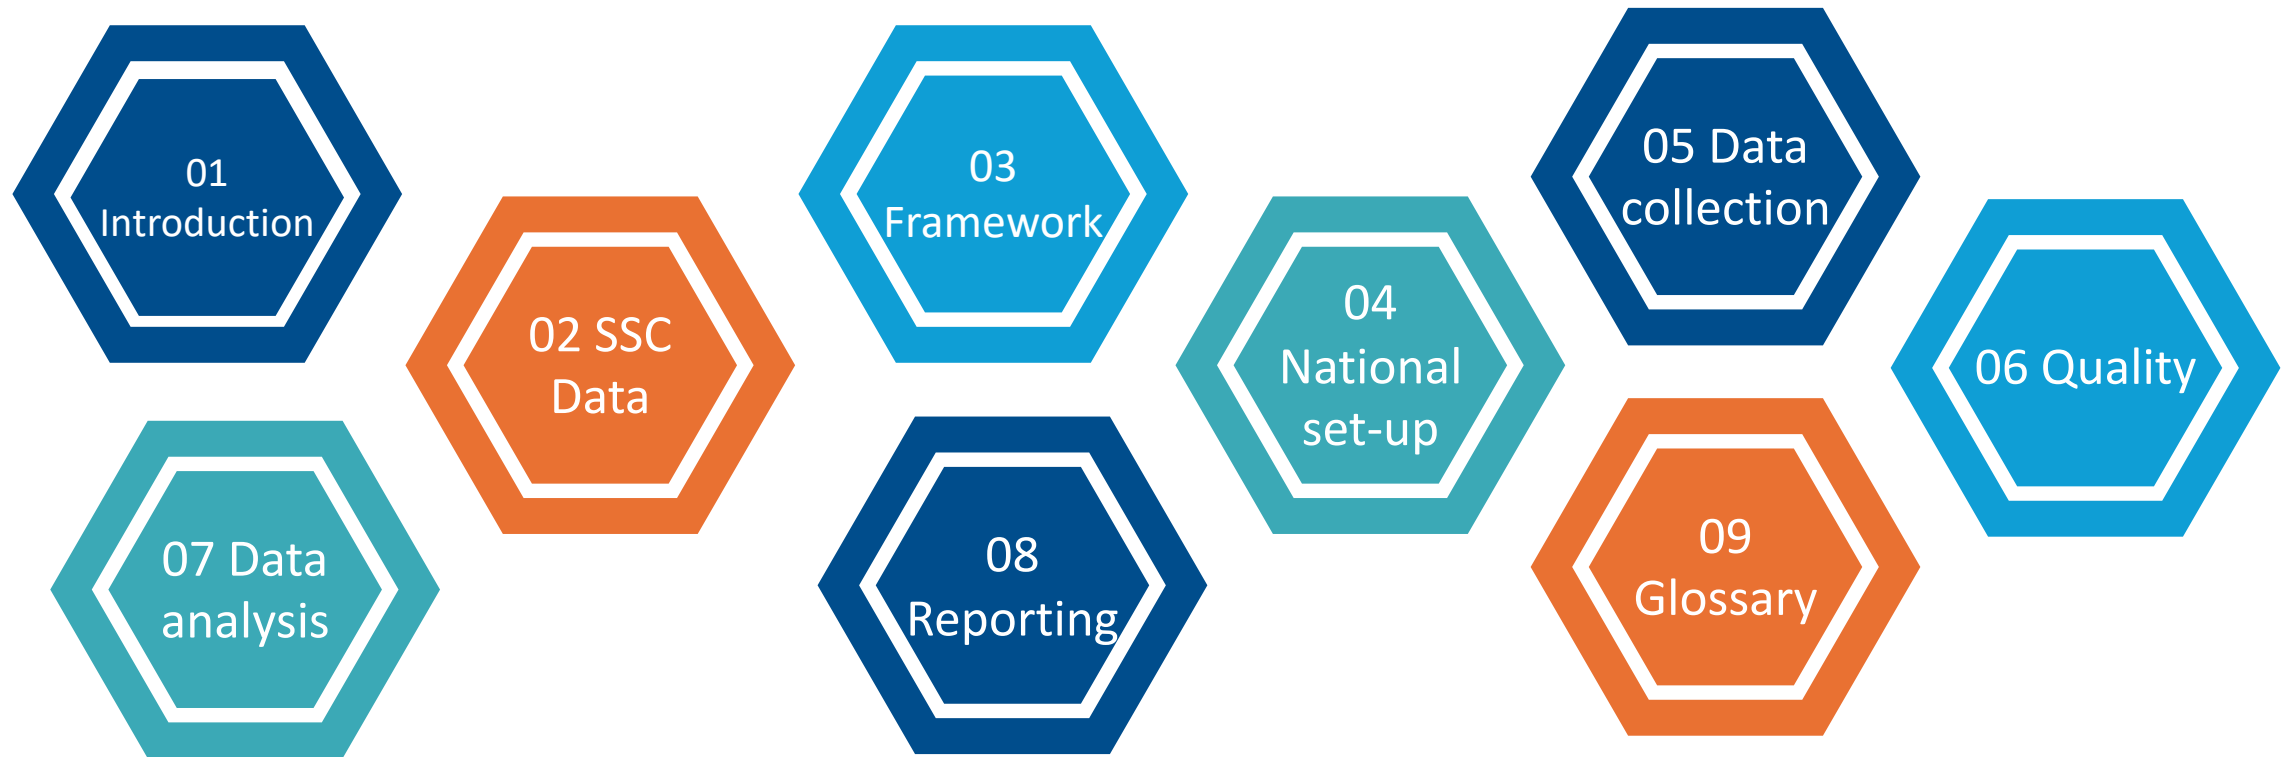 01
Introduction
02 SSC
Data
03
Framework
04
National
set-up
05 Data
collection
06 Quality
07 Data
analysis
08
Reporting
09
Glossary